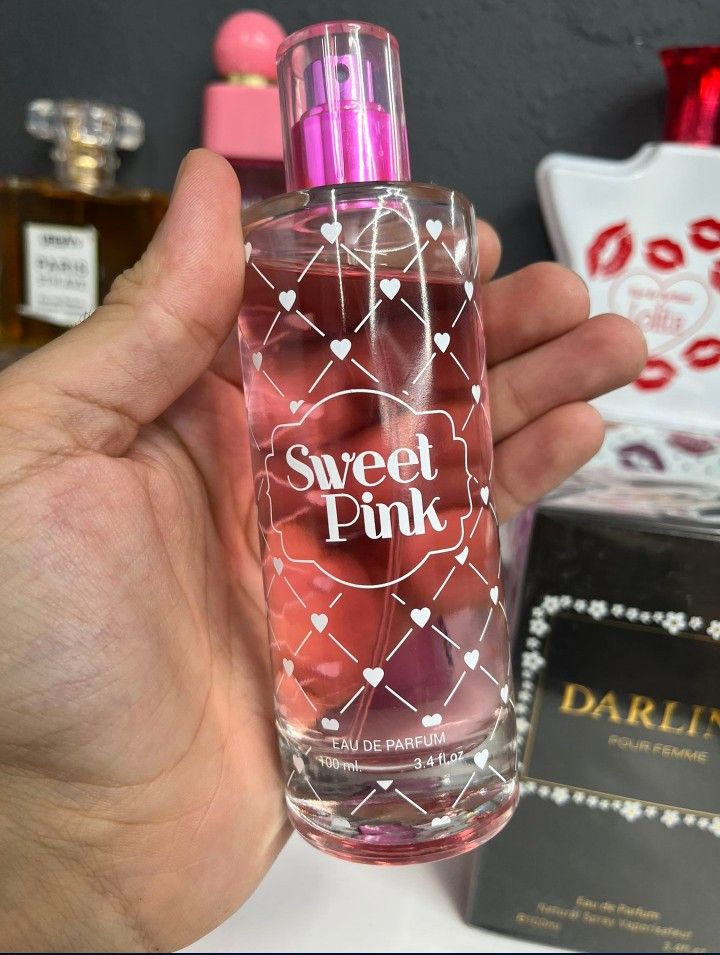 Sweet
Pink
EAU DE PARFUM
100 ml. 3.4 fl.oz.
PARIS
Lolita
DARLIN
POUR FEMME
Eau de Parfum
Natural Spray Vaporisateur